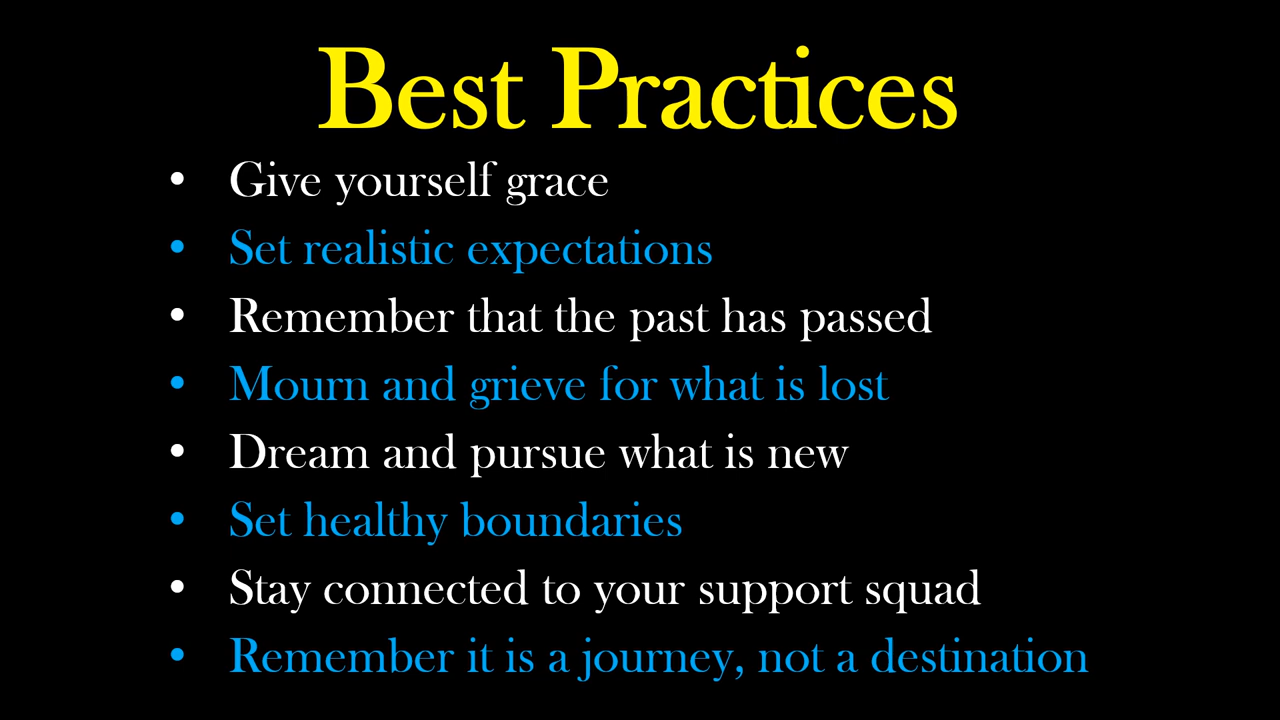 Best Practices
• Give yourself grace
• Set realistic expectations
• Remember that the past has passed
• Mourn and grieve for what is lost
• Dream and pursue what is new
• Set healthy boundaries
• Stay connected to your support squad
• Remember it is a journey, not a destination